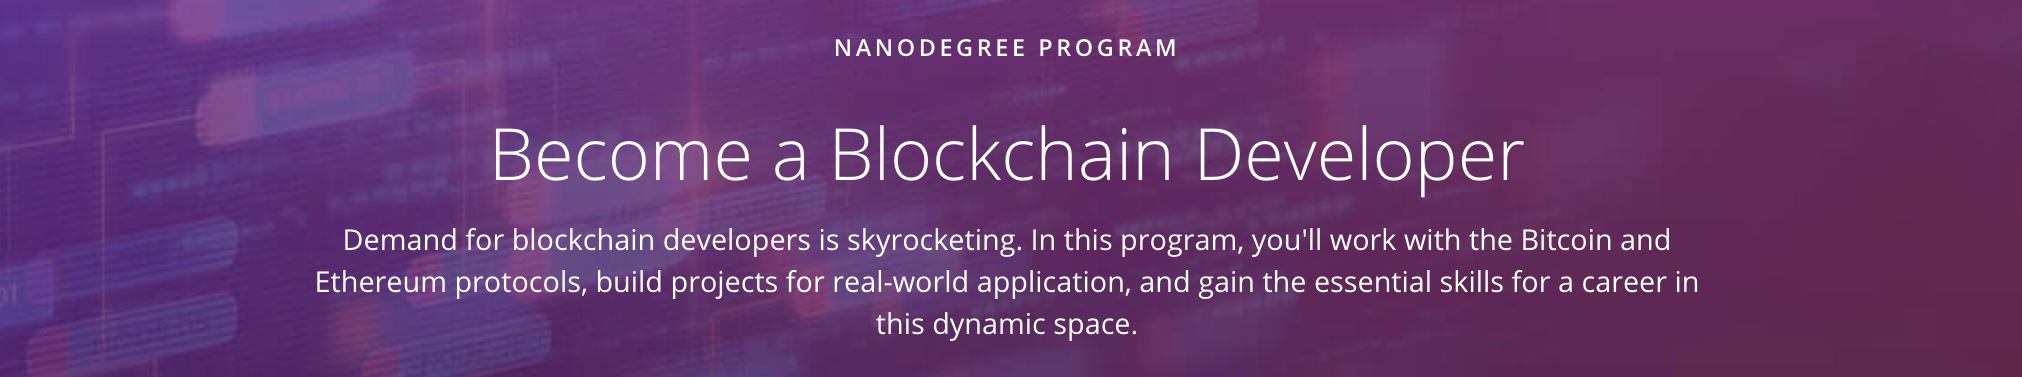 NANODEGREE PROGRAM
Become a Blockchain Developer
Demand for blockchain developers is skyrocketing. In this program, you'll work with the Bitcoin and
Ethereum protocols, build projects for real-world application, and gain the essential skills for a career in
this dynamic space.